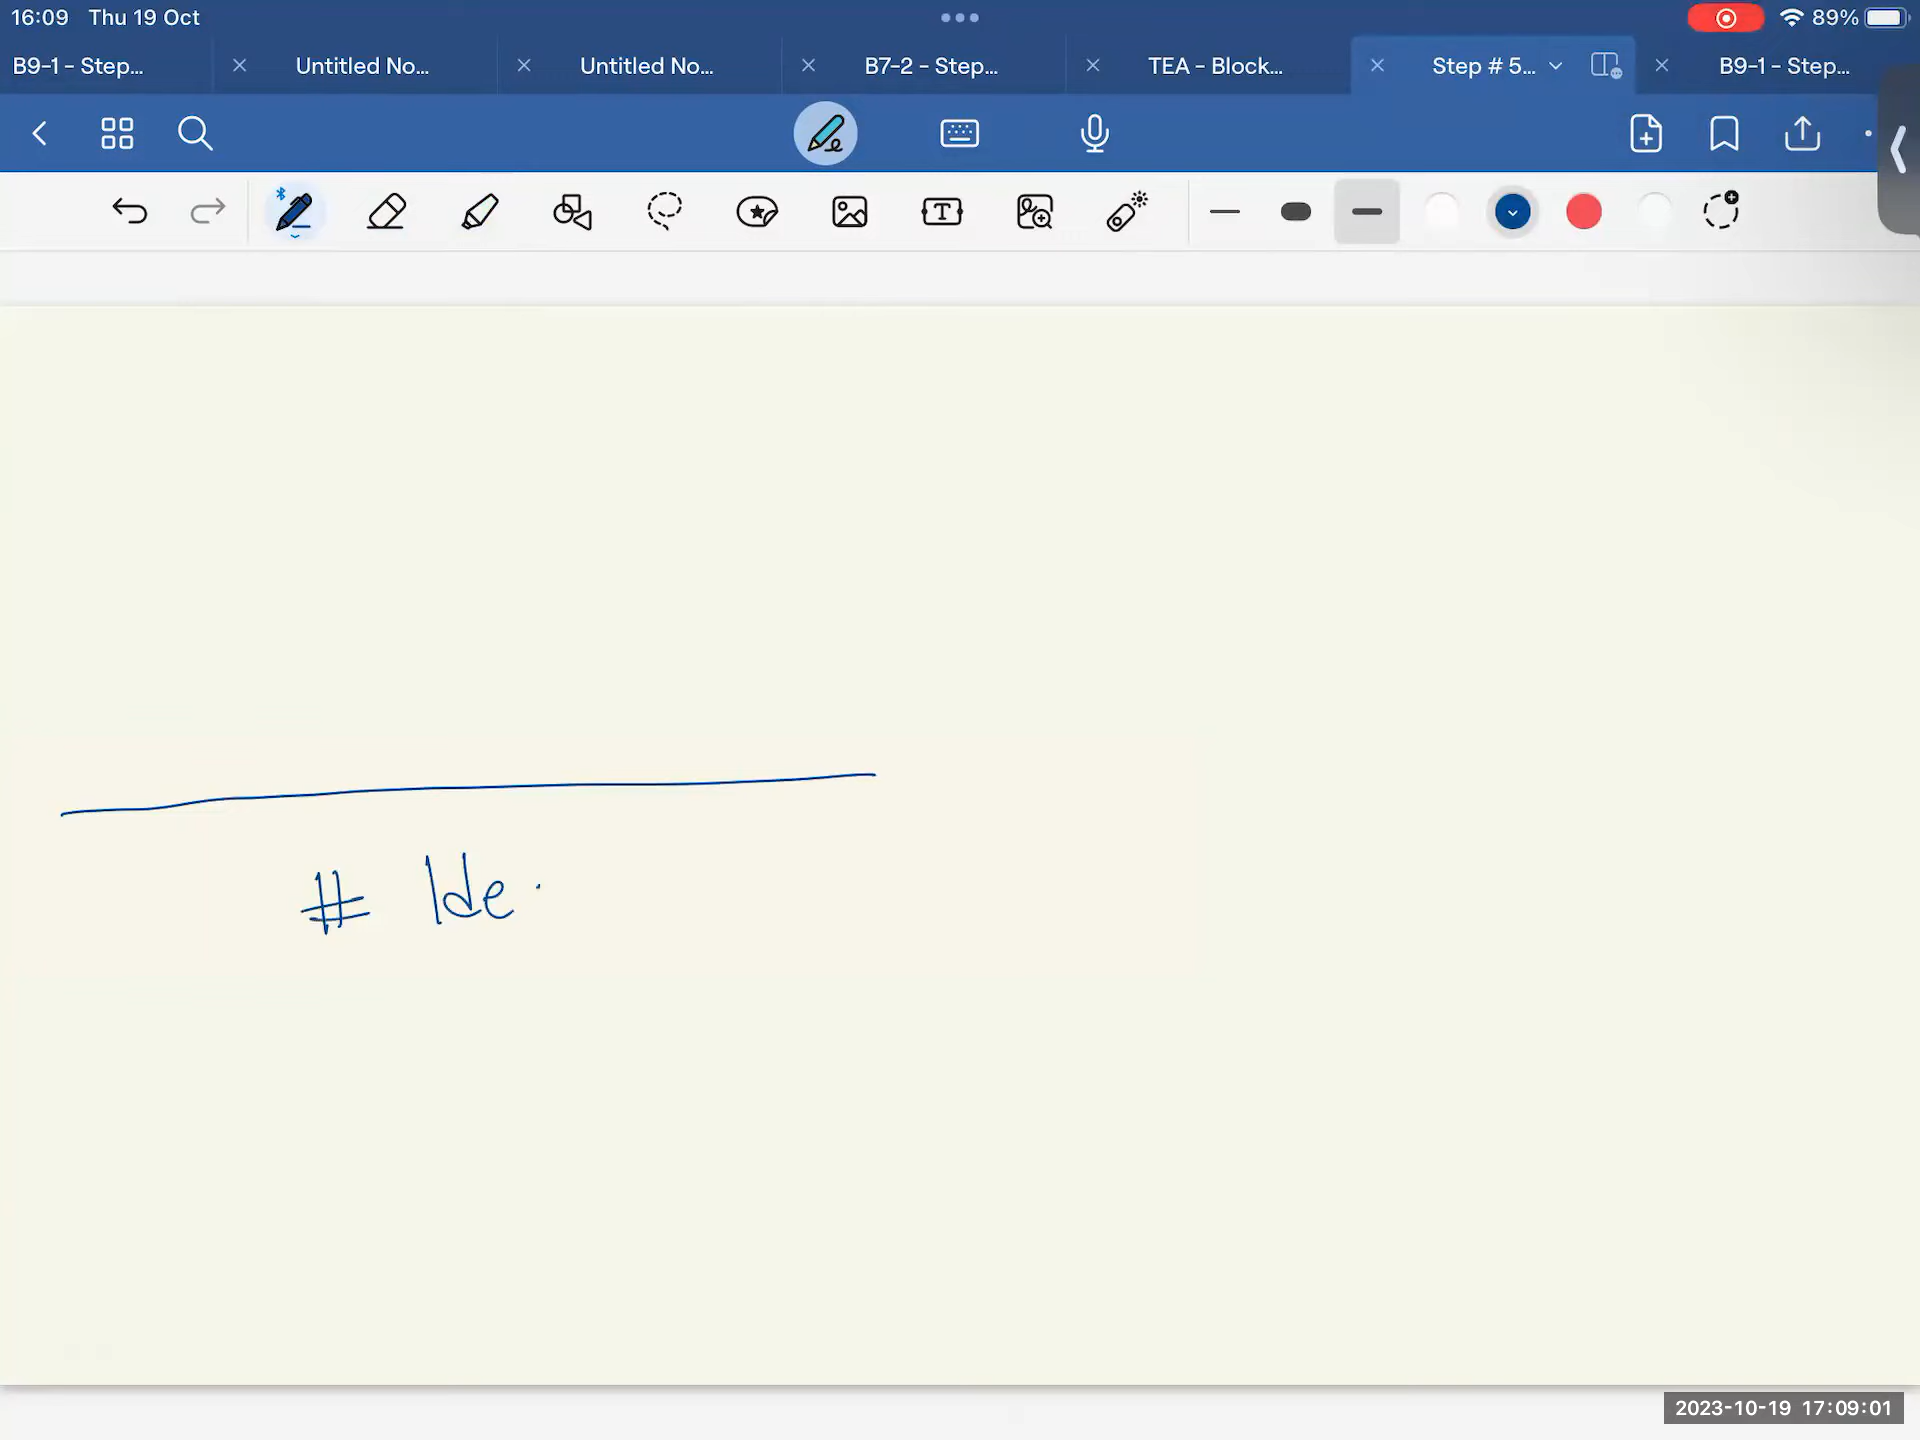 16:09 Thu 19 Oct
89%
B9-1 - Step...
Untitled No...
Untitled No...
B7-2 - Step...
TEA - Block...
Step # 5...
B9-1 - Step...
# Ide
2023-10-19 17:09:01